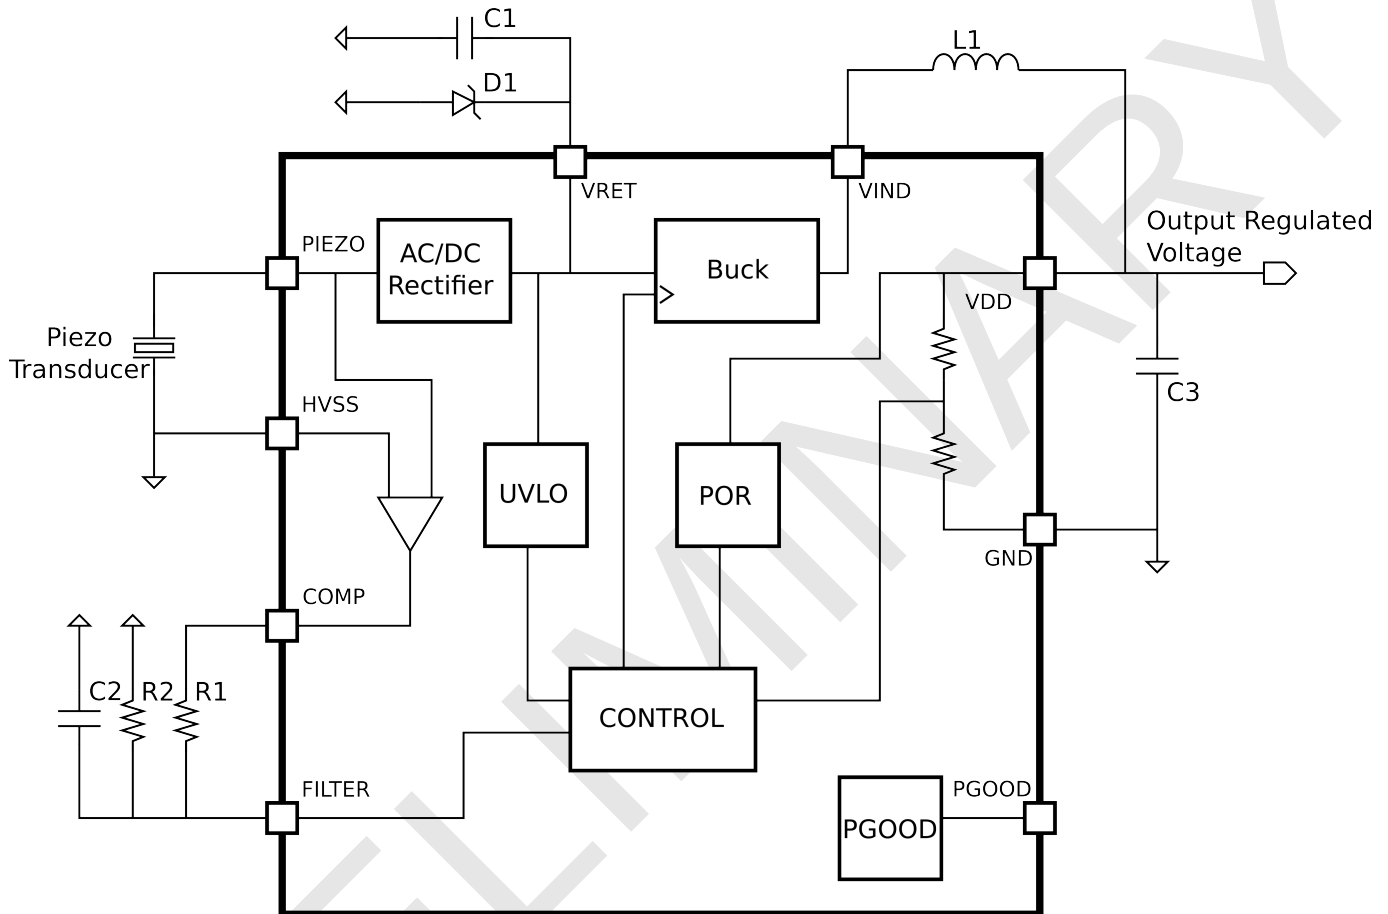 C1
D1
L1
VRET
VIND
PIEZO
AC/DC
Rectifier
Buck
Output Regulated
Voltage
VDD
Piezo
Transducer
HVSS
C3
UVLO
POR
GND
COMP
C2
R2
R1
CONTROL
FILTER
PGOOD
PGOOD
ELIMINARY